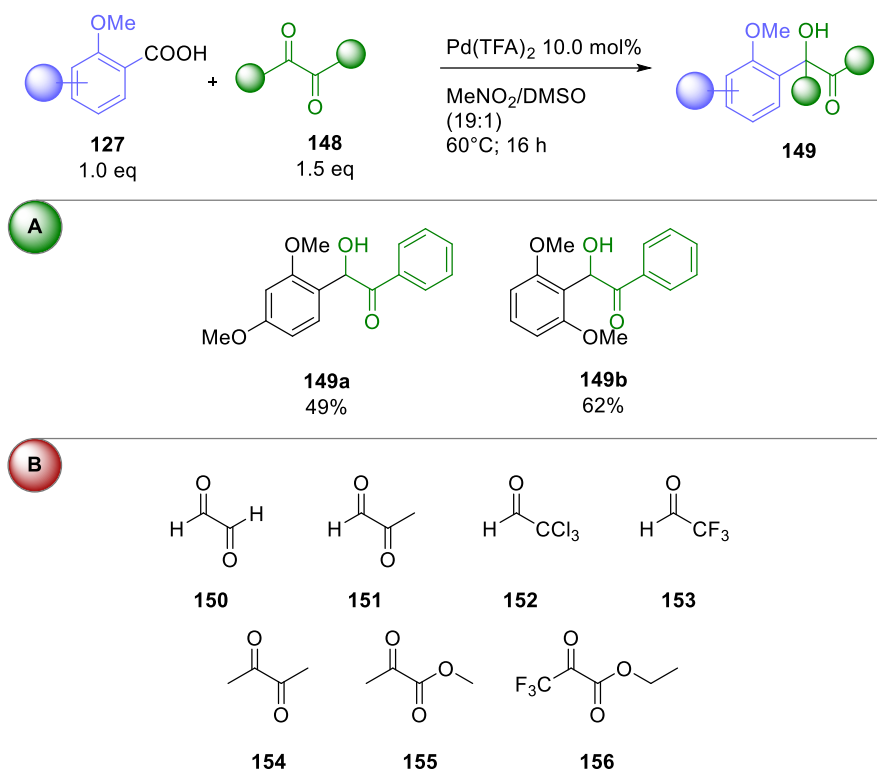 OMe
COOH
+
O
O
Pd(TFA)2 10.0 mol%
MeNO2/DMSO
(19:1)
60°C; 16 h
OMe
OH
O
127
1.0 eq
148
1.5 eq
149
A
OMe OH
O
MeO
149a
49%
OMe OH
O
OMe
149b
62%
B
O
H
H
O
150
O
H
O
151
O
H
CCl3
152
O
H
CF3
153
O
O
154
O
O
O
155
O
F3C
O
O
156